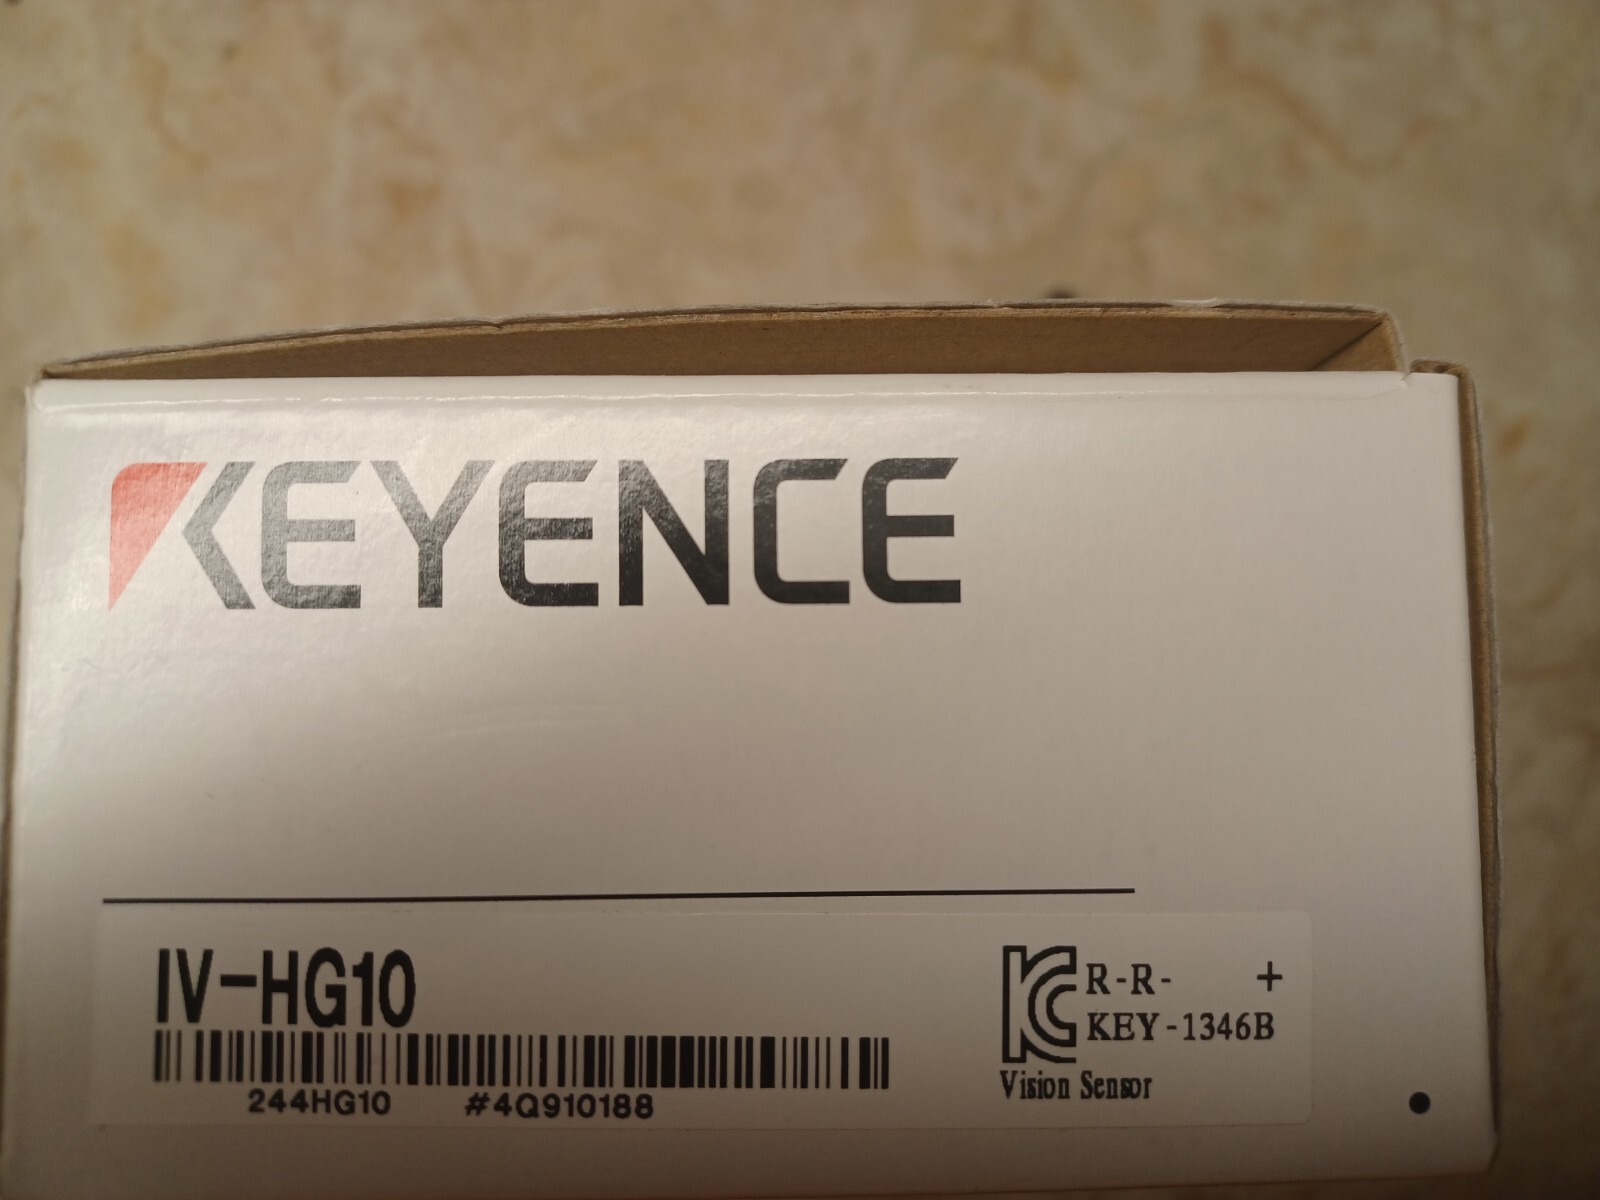 KEYENCE
IV-HG10
244HG10 #4Q910188
R-R- +
KEY-1346B
Vision Sensor